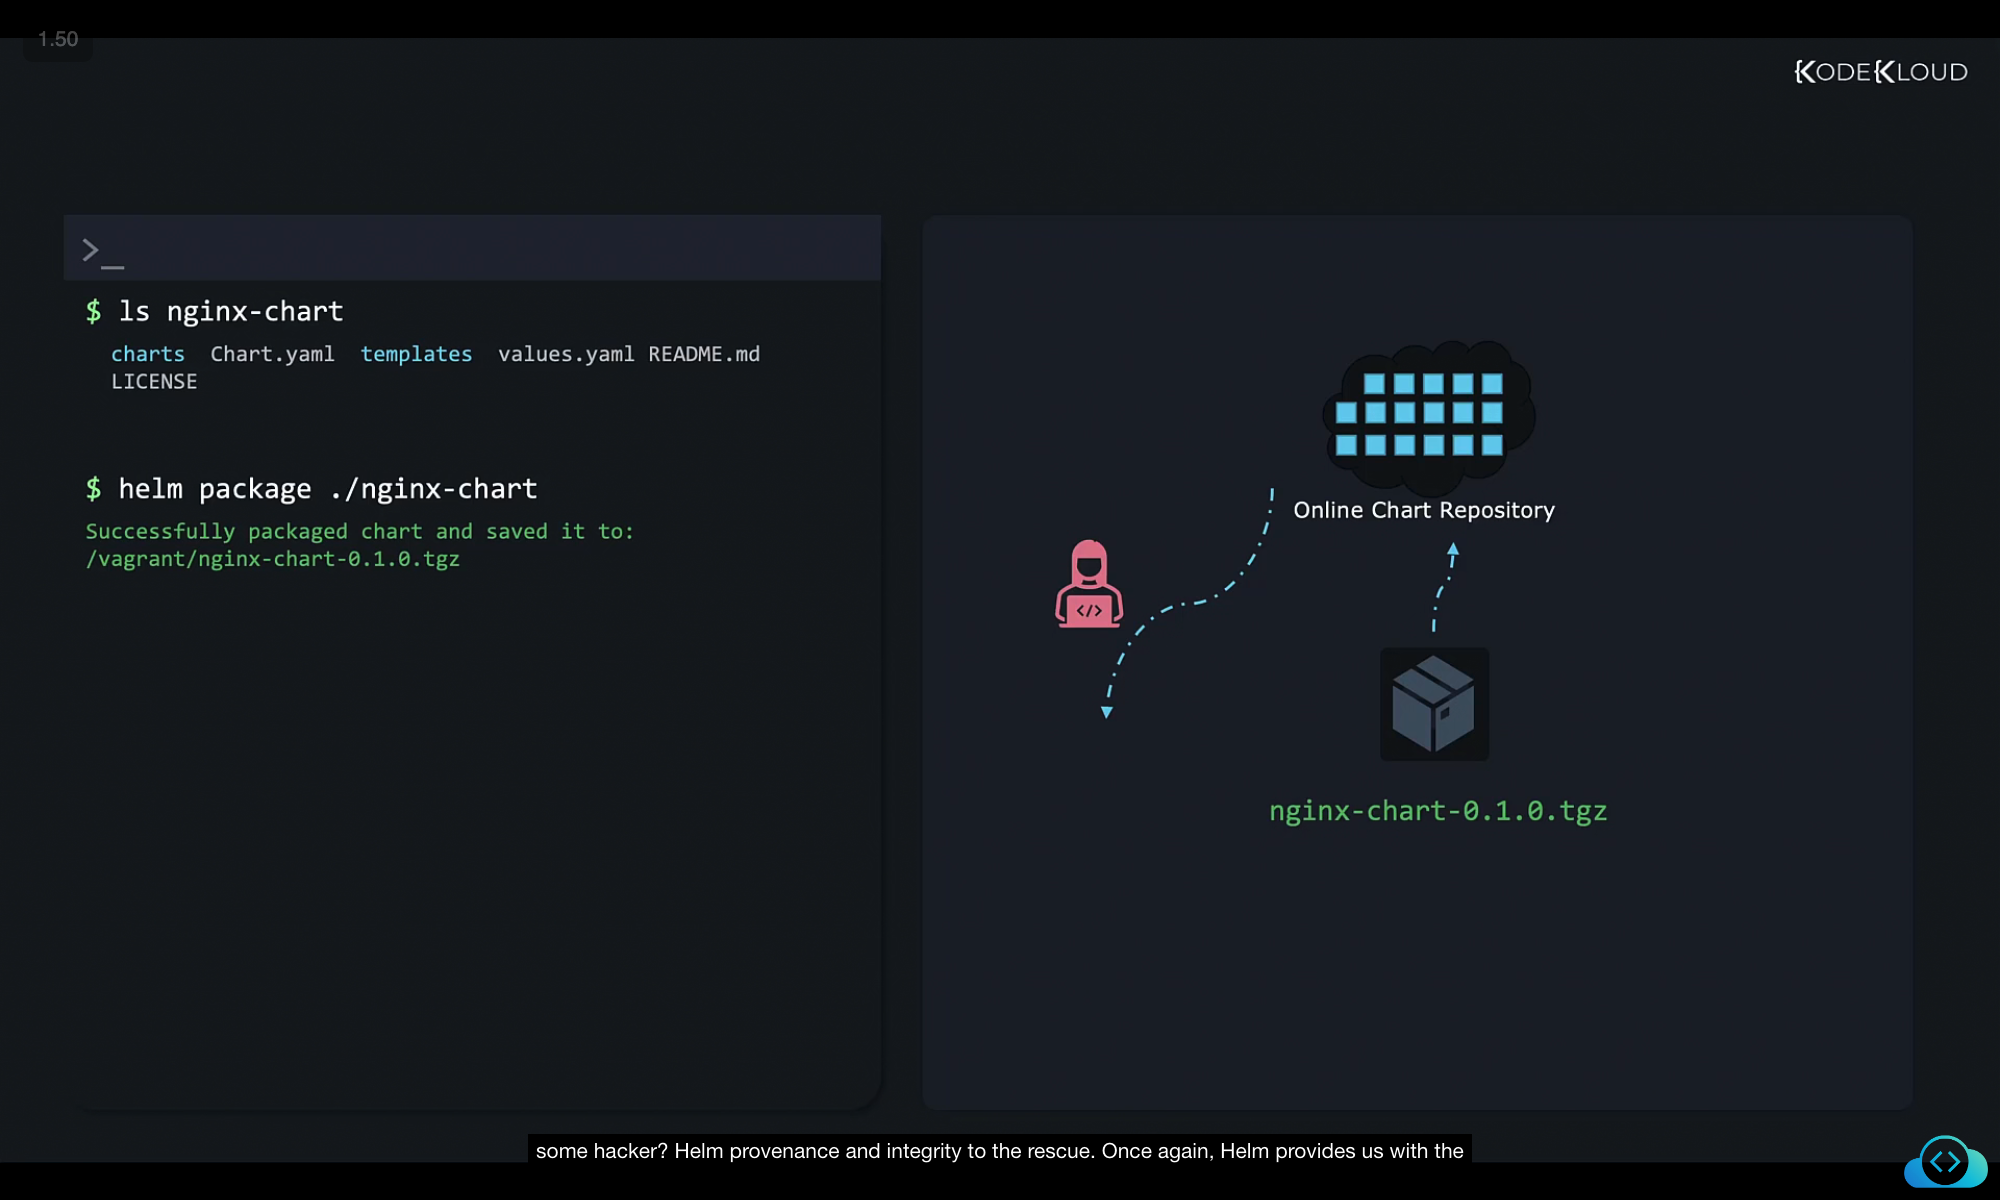 1.50
KODEKLOUD
>_
$ ls nginx-chart
charts Chart.yaml templates values.yaml README.md
LICENSE
$ helm package ./nginx-chart
Successfully packaged chart and saved it to:
/vagrant/nginx-chart-0.1.0.tgz
Online Chart Repository
</>
nginx-chart-0.1.0.tgz
some hacker? Helm provenance and integrity to the rescue. Once again, Helm provides us with the